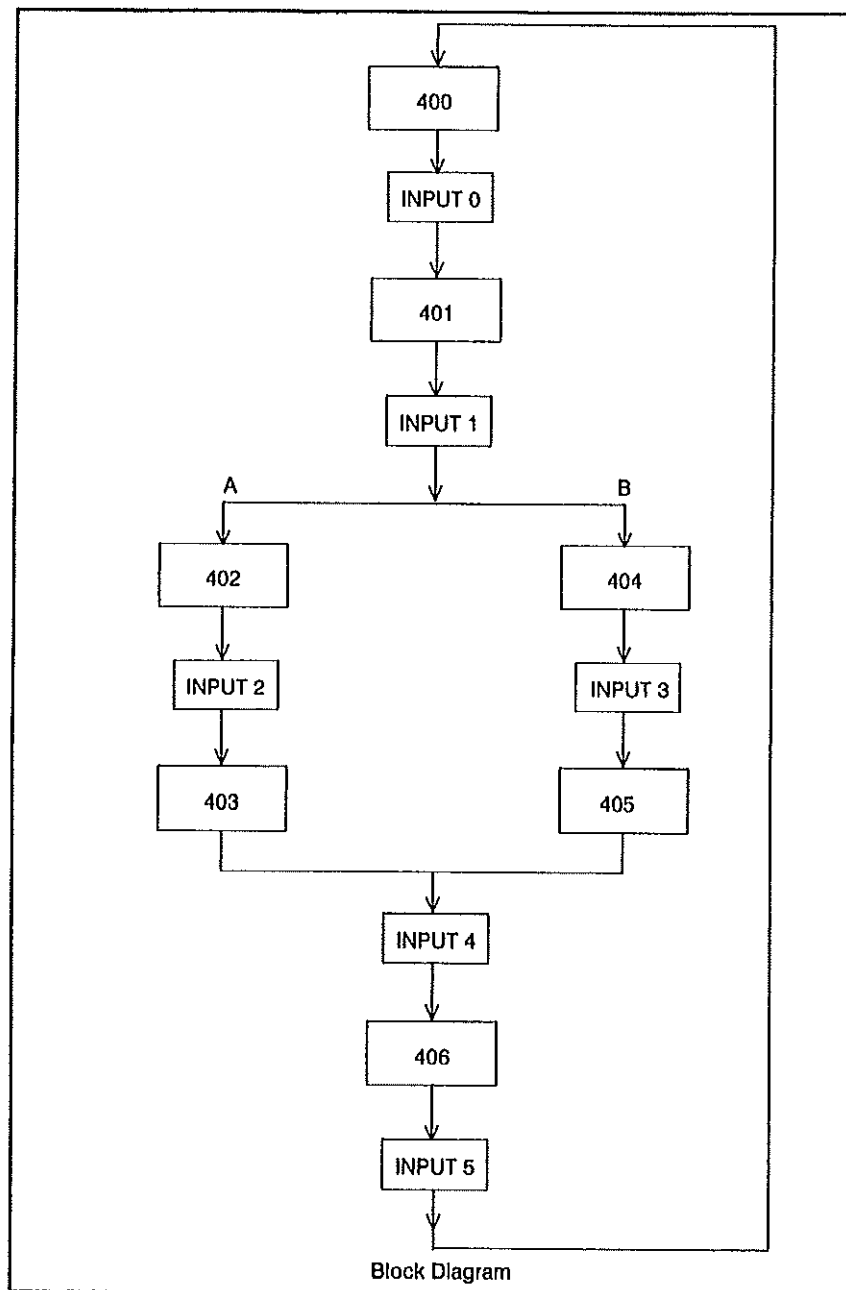 400
INPUT 0
401
INPUT 1
A B
402 404
INPUT 2 INPUT 3
403 405
INPUT 4
406
INPUT 5
Block Diagram